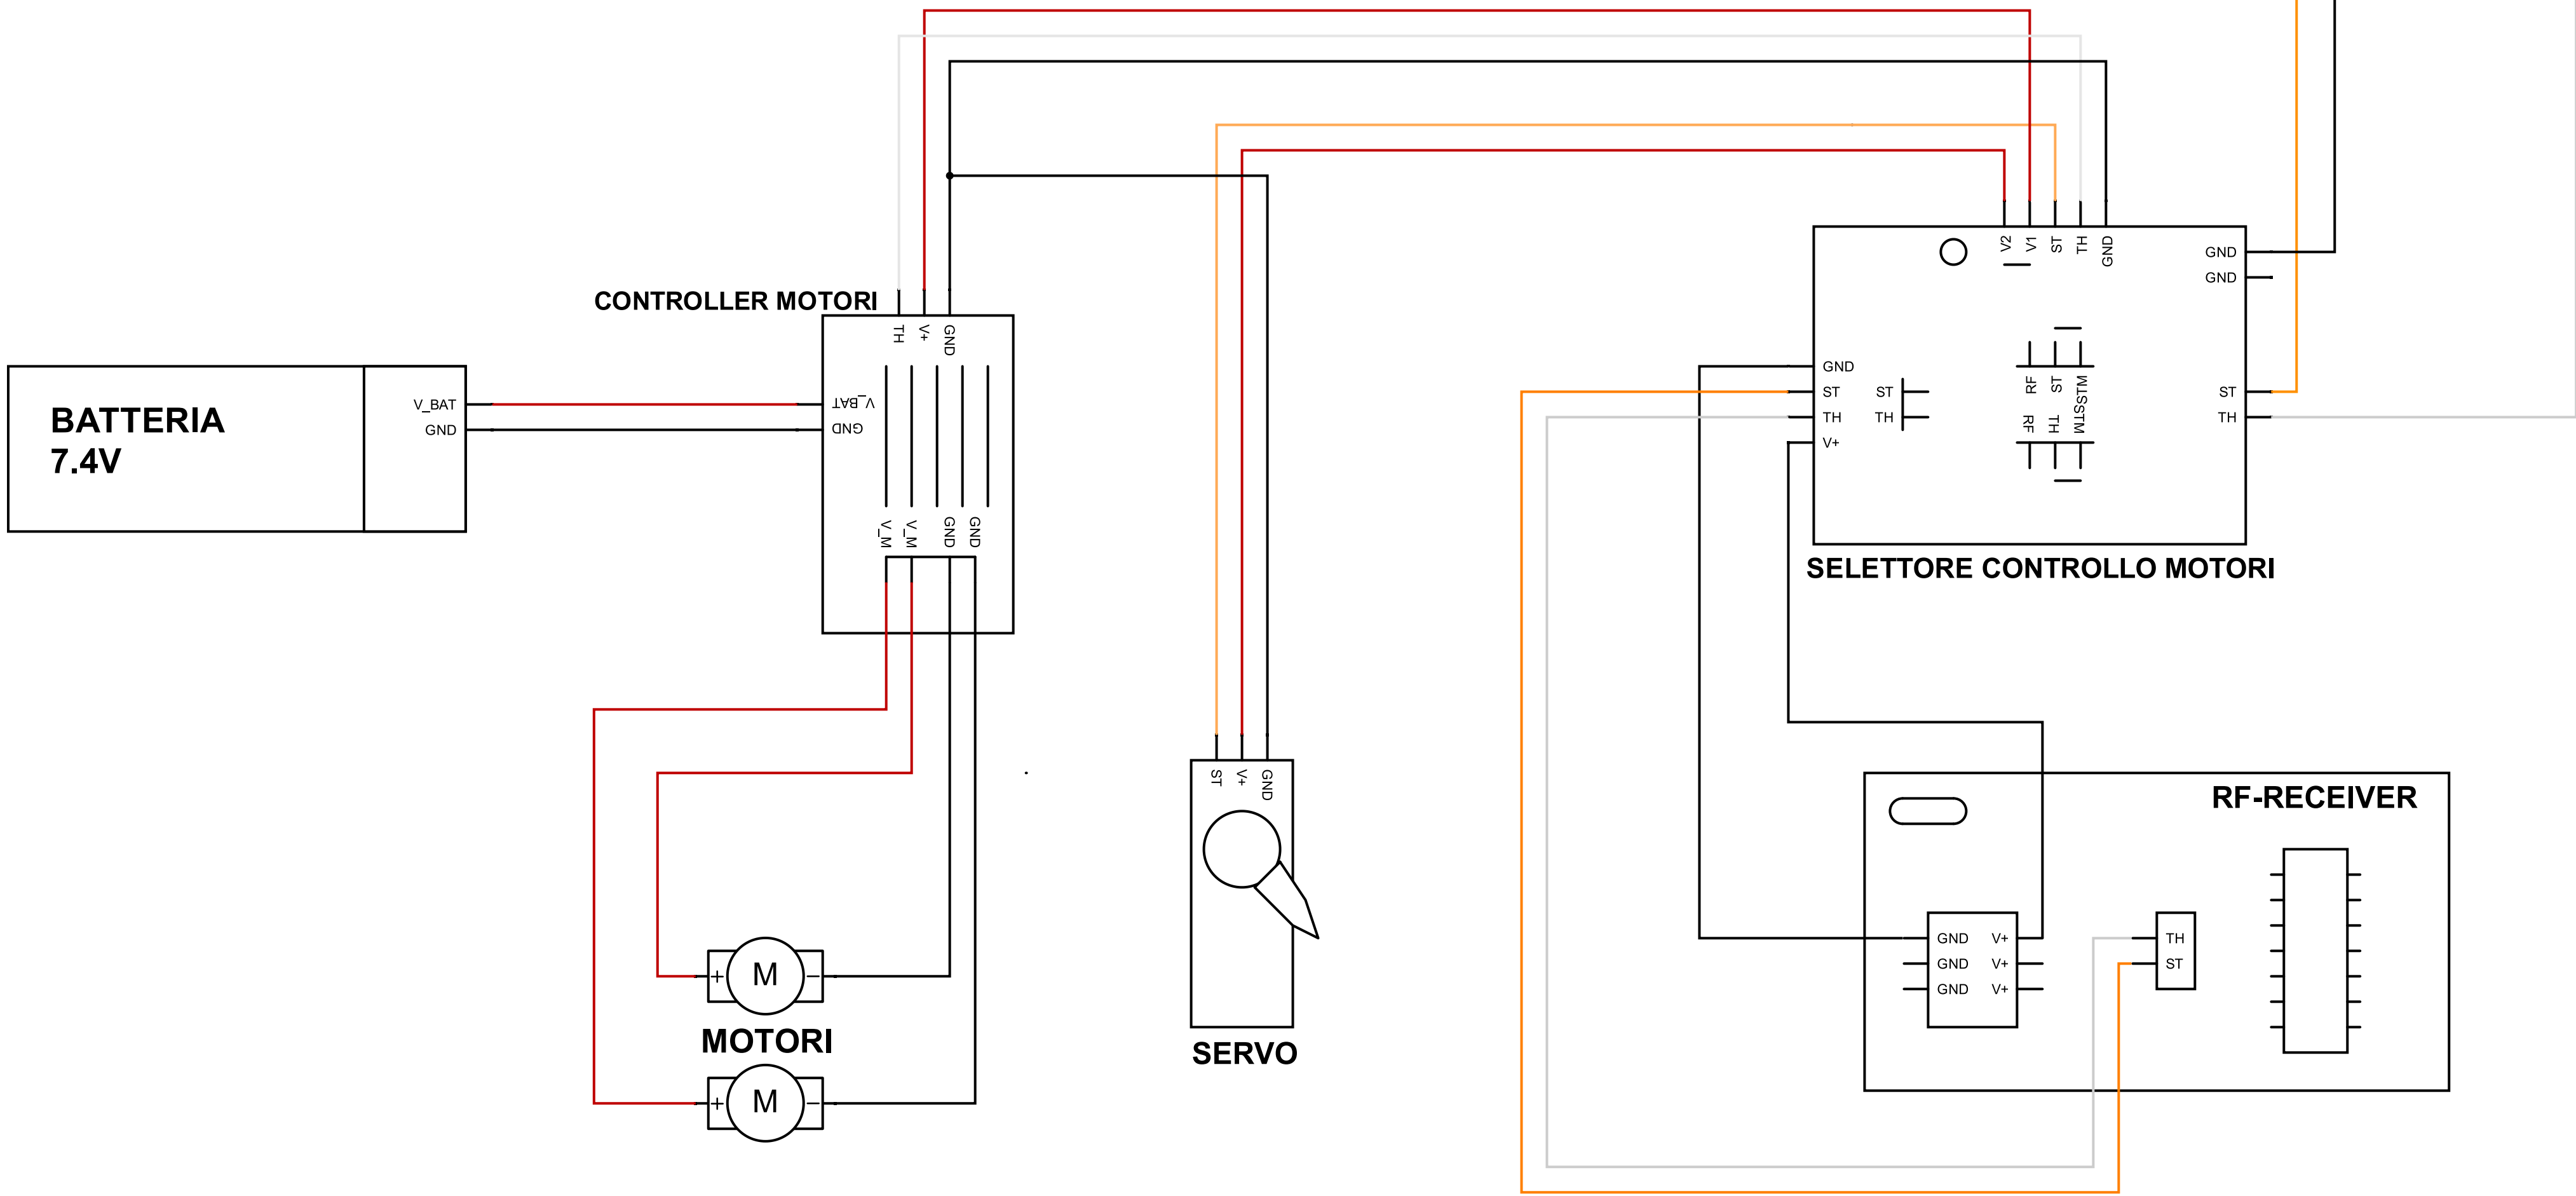 CONTROLLER MOTORI
TH
V+
GND
V_BAT
GND
V_M
V_M
GND
GND
BATTERIA
7.4V
V_BAT
GND
+
M
−
MOTORI
+
M
−
ST
V+
GND
SERVO
V2
V1
ST
TH
GND
GND
GND
GND
ST
TH
V+
ST
TH
RF
ST
STM
RF
TH
STM
ST
TH
SELETTORE CONTROLLO MOTORI
RF-RECEIVER
GND V+
GND V+
GND V+
TH
ST